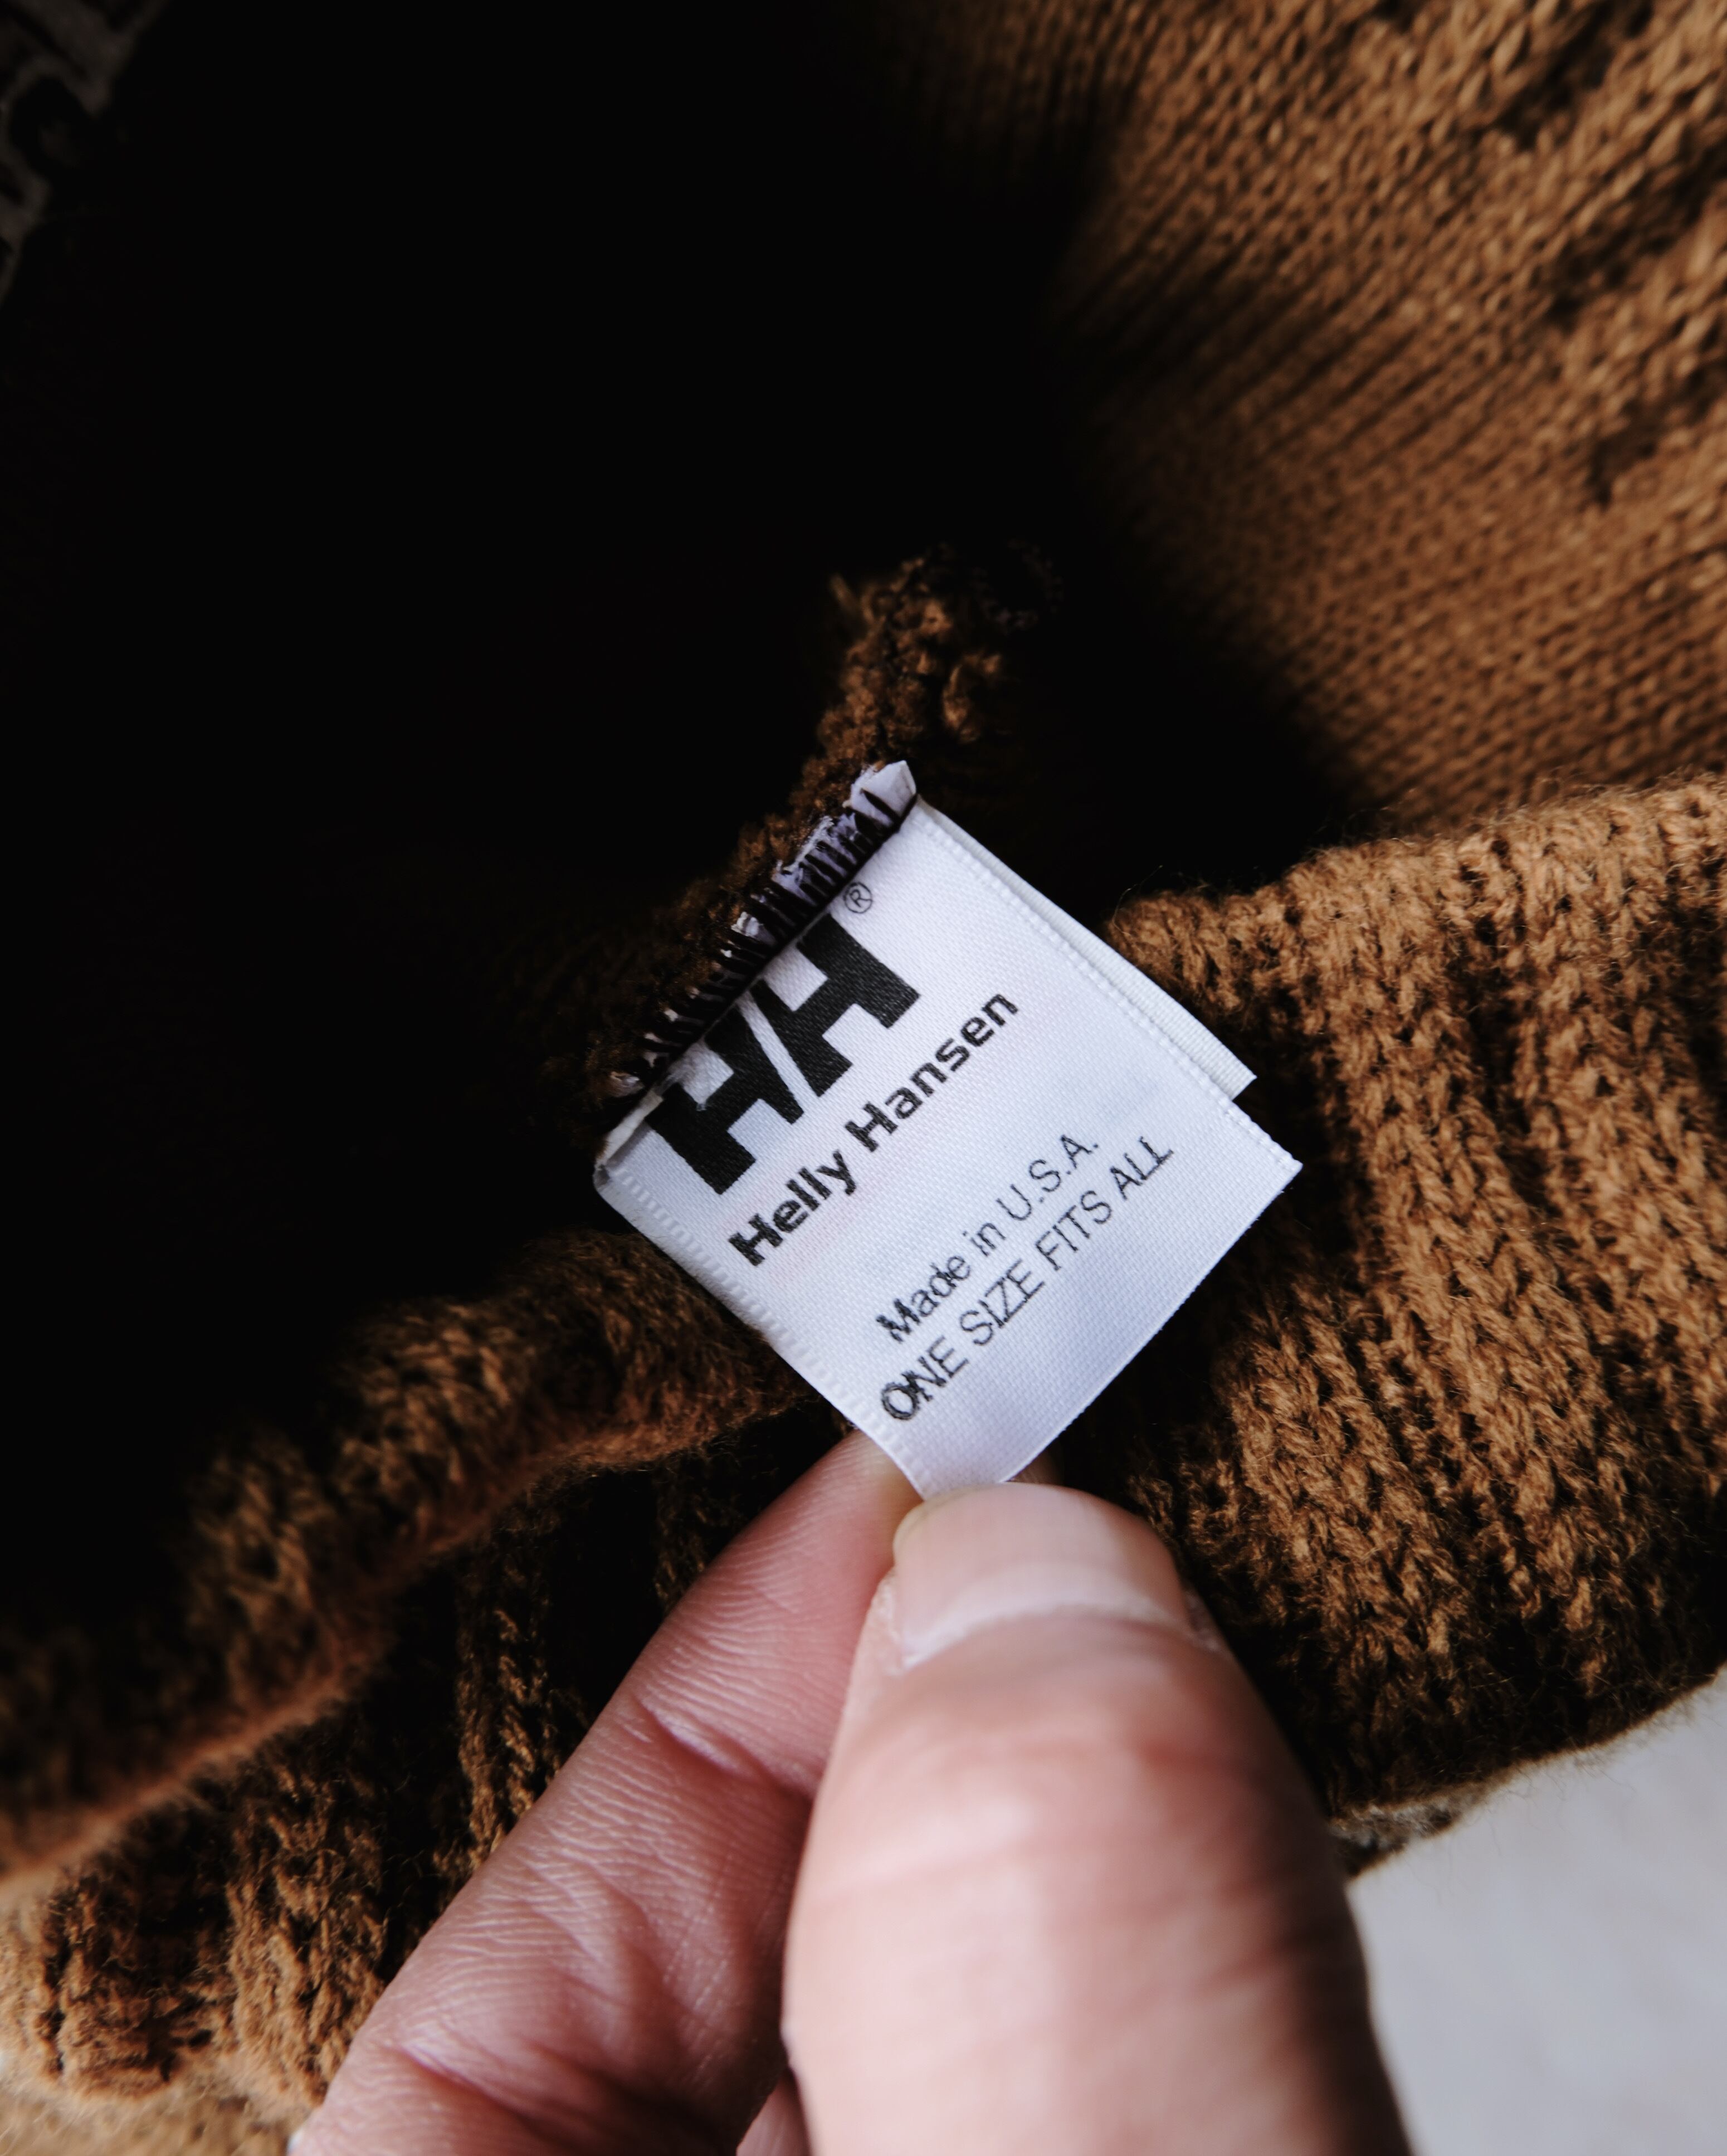 HH®
Helly Hansen
Made in U.S.A.
ONE SIZE FITS ALL